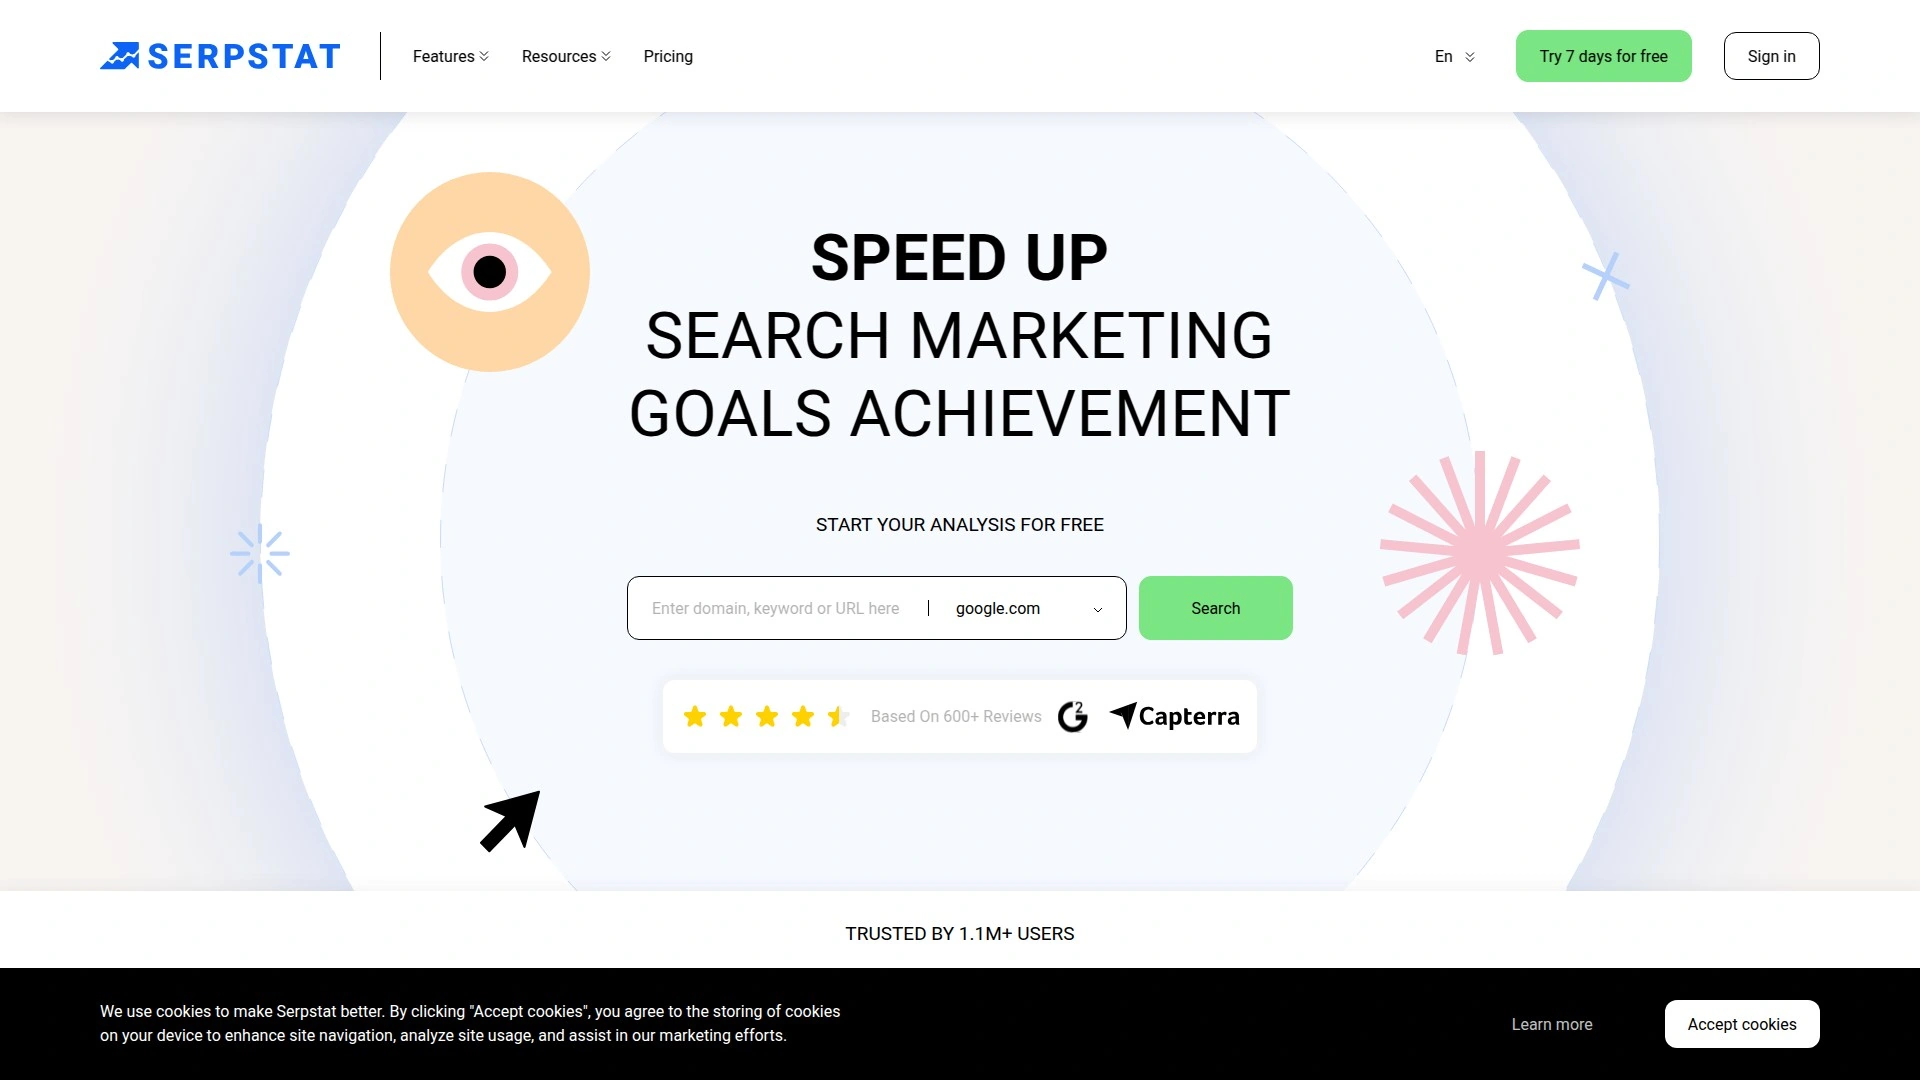 SERPSTAT
Features
Resources
Pricing
En
Try 7 days for free
Sign in
SPEED UP
SEARCH MARKETING
GOALS ACHIEVEMENT
START YOUR ANALYSIS FOR FREE
Enter domain, keyword or URL here
google.com
Search
Based On 600+ Reviews
G2
Capterra
TRUSTED BY 1.1M+ USERS
We use cookies to make Serpstat better. By clicking "Accept cookies", you agree to the storing of cookies
on your device to enhance site navigation, analyze site usage, and assist in our marketing efforts.
Learn more
Accept cookies